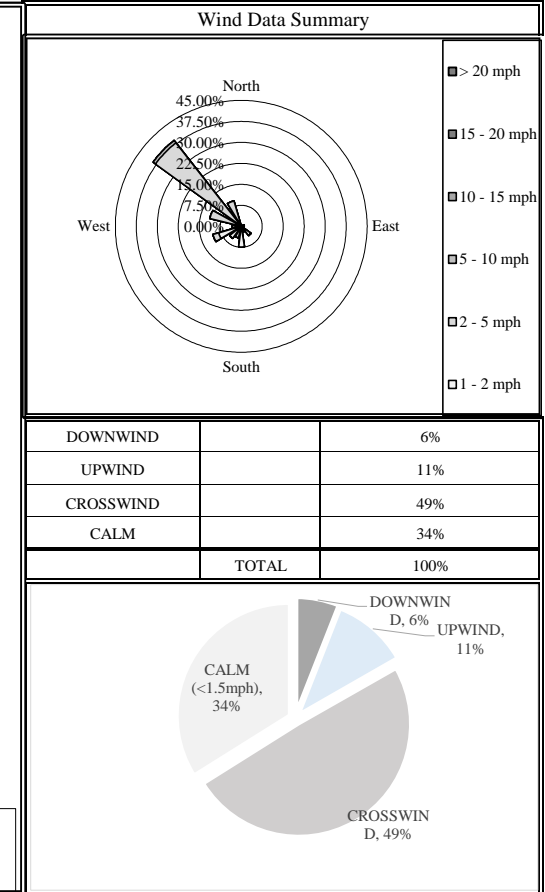 Wind Data Summary
North
45.00%
37.50%
30.00%
22.50%
15.00%
7.50%
0.00%
West
East
South
> 20 mph
15 - 20 mph
10 - 15 mph
5 - 10 mph
2 - 5 mph
1 - 2 mph
DOWNWIND 6%
UPWIND 11%
CROSSWIND 49%
CALM 34%
TOTAL 100%
DOWNWIN
D, 6%
UPWIND,
11%
CALM
(<1.5mph),
34%
CROSSWIN
D, 49%